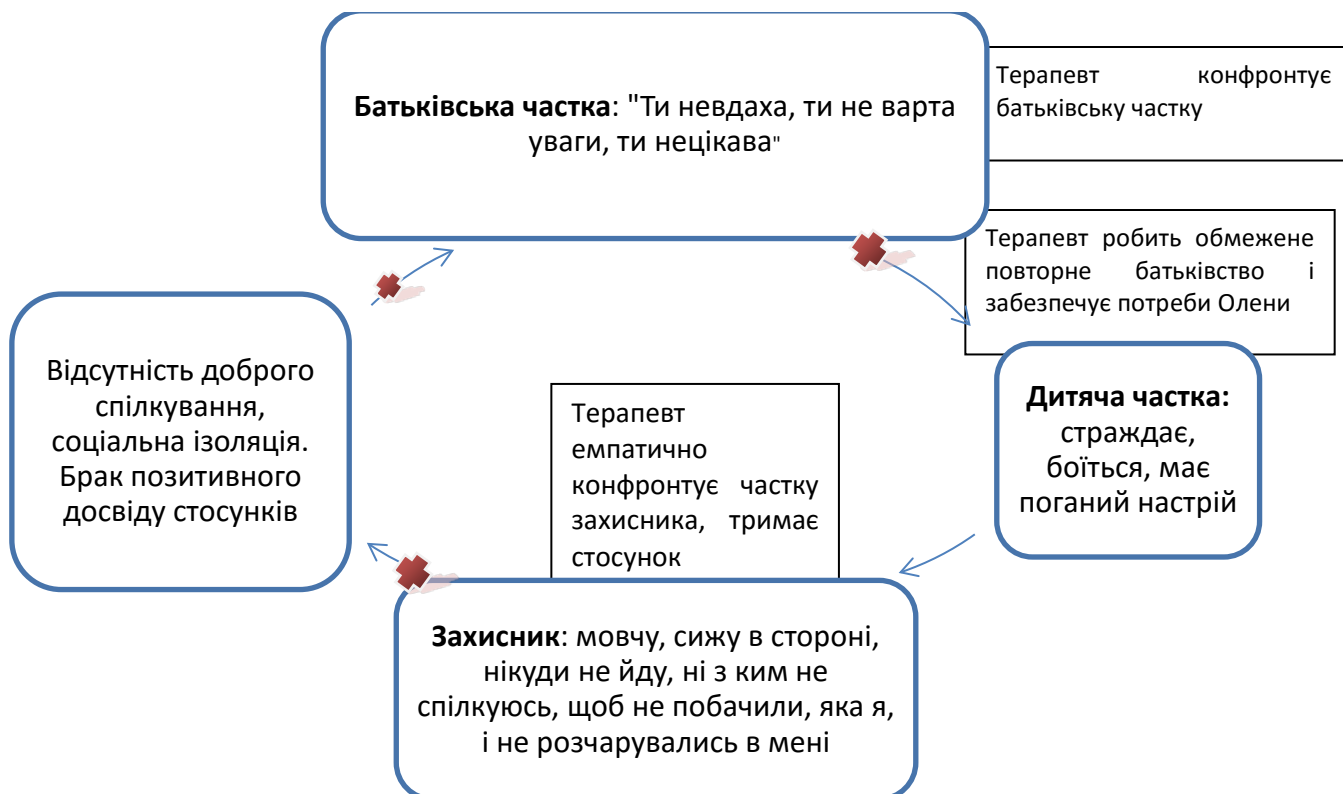 Батьківська частка: "Ти невдаха, ти не варта
уваги, ти нецікава"
Терапевт конфронтує
батьківську частку
Терапевт робить обмежене
повторне батьківство і
забезпечує потреби Олени
Дитяча частка:
страждає,
боїться, має
поганий настрій
Відсутність доброго
спілкування,
соціальна ізоляція.
Брак позитивного
досвіду стосунків
Терапевт
емпатично
конфронтує частку
захисника, тримає
стосунок
Захисник: мовчу, сижу в стороні,
нікуди не йду, ні з ким не
спілкуюсь, щоб не побачили, яка я,
і не розчарувались в мені